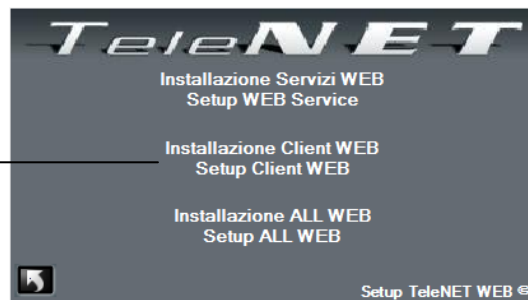 TeleNET
Installazione Servizi WEB
Setup WEB Service
Installazione Client WEB
Setup Client WEB
Installazione ALL WEB
Setup ALL WEB
Setup TeleNET WEB ©